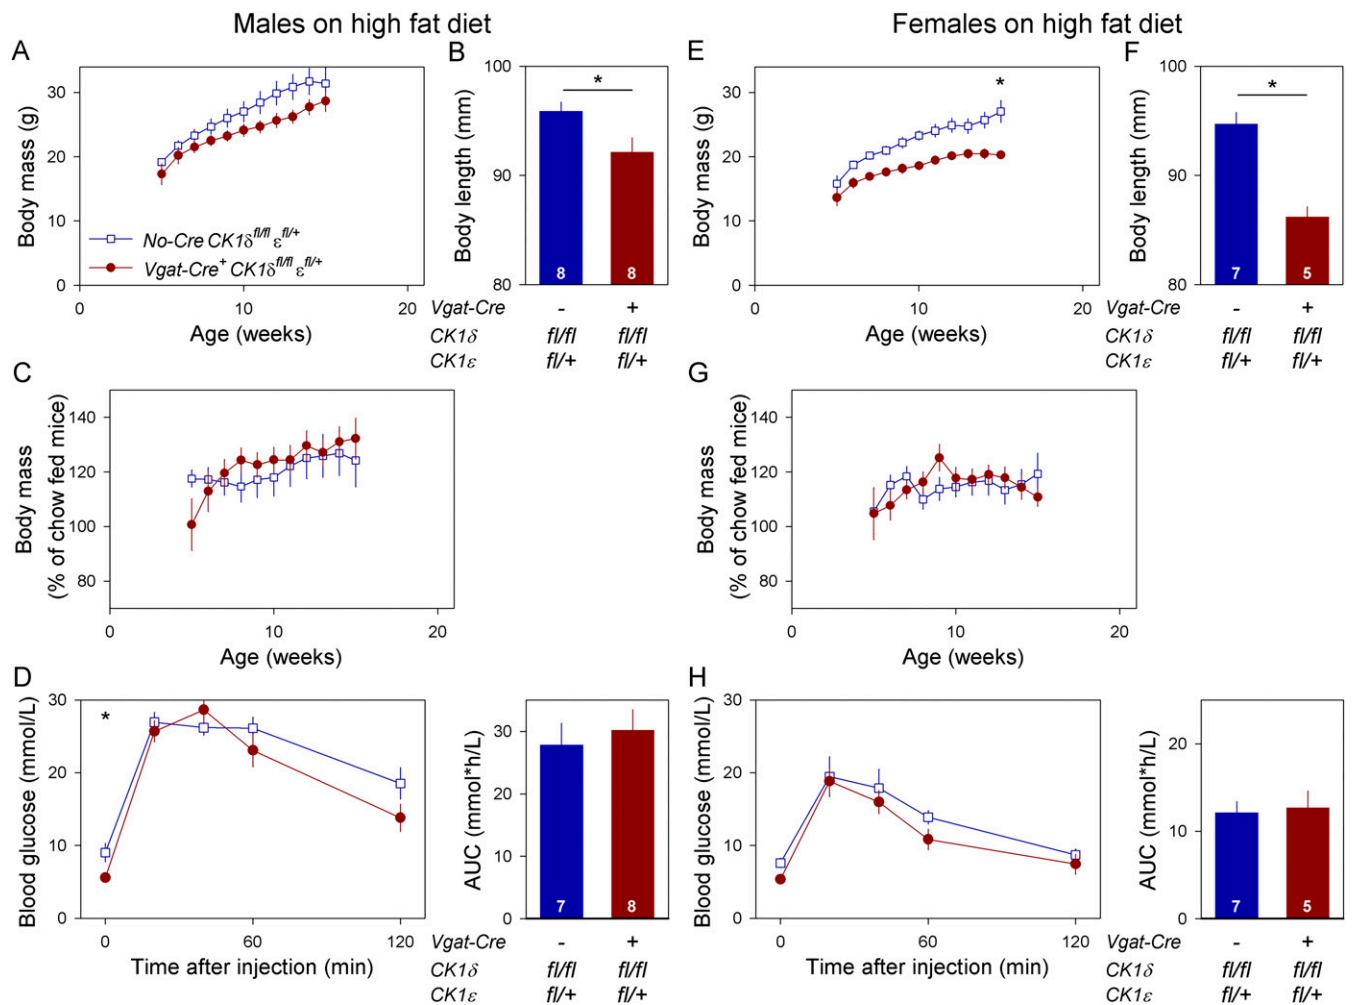 Males on high fat diet
Females on high fat diet
A
Body mass (g)
30
20
10
0
No-Cre CK1δfl/fl εfl/+
Vgat-Cre+ CK1δfl/fl εfl/+
0 10 20
Age (weeks)
B
Body length (mm)
100
90
80
*
8 8
Vgat-Cre - +
CK1δ fl/fl fl/fl
CK1ε fl/+ fl/+
E
Body mass (g)
30
20
10
0
*
0 10 20
Age (weeks)
F
Body length (mm)
100
90
80
*
7 5
Vgat-Cre - +
CK1δ fl/fl fl/fl
CK1ε fl/+ fl/+
C
Body mass
(% of chow fed mice)
140
120
100
80
0 10 20
Age (weeks)
G
Body mass
(% of chow fed mice)
140
120
100
80
0 10 20
Age (weeks)
D
Blood glucose (mmol/L)
30
20
10
0
*
0 60 120
Time after injection (min)
AUC (mmol*h/L)
30
20
10
0
7 8
Vgat-Cre - +
CK1δ fl/fl fl/fl
CK1ε fl/+ fl/+
H
Blood glucose (mmol/L)
30
20
10
0
0 60 120
Time after injection (min)
AUC (mmol*h/L)
20
10
0
7 5
Vgat-Cre - +
CK1δ fl/fl fl/fl
CK1ε fl/+ fl/+